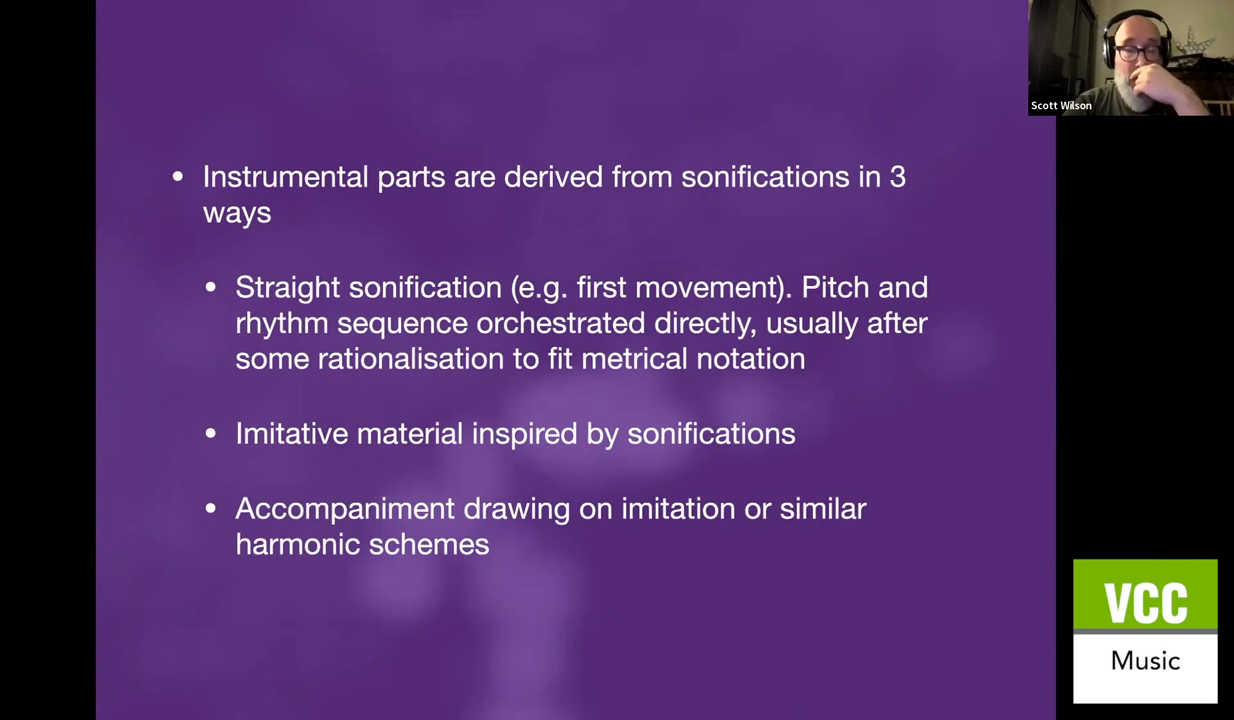 Scott Wilson
• Instrumental parts are derived from sonifications in 3
ways
• Straight sonification (e.g. first movement). Pitch and
rhythm sequence orchestrated directly, usually after
some rationalisation to fit metrical notation
• Imitative material inspired by sonifications
• Accompaniment drawing on imitation or similar
harmonic schemes
VCC
Music